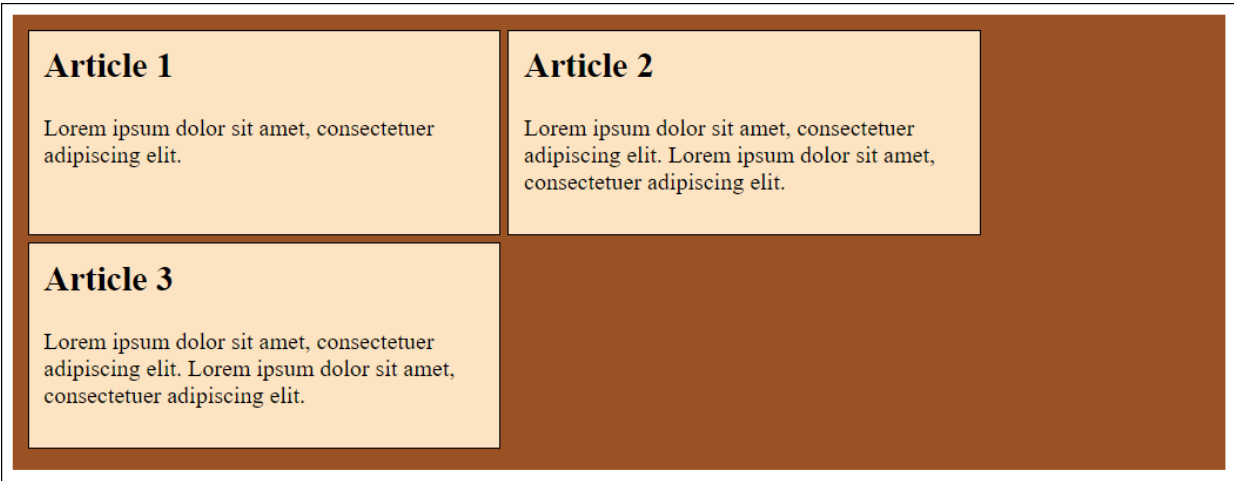 Article 1
Lorem ipsum dolor sit amet, consectetuer
adipiscing elit.
Article 2
Lorem ipsum dolor sit amet, consectetuer
adipiscing elit. Lorem ipsum dolor sit amet,
consectetuer adipiscing elit.
Article 3
Lorem ipsum dolor sit amet, consectetuer
adipiscing elit. Lorem ipsum dolor sit amet,
consectetuer adipiscing elit.